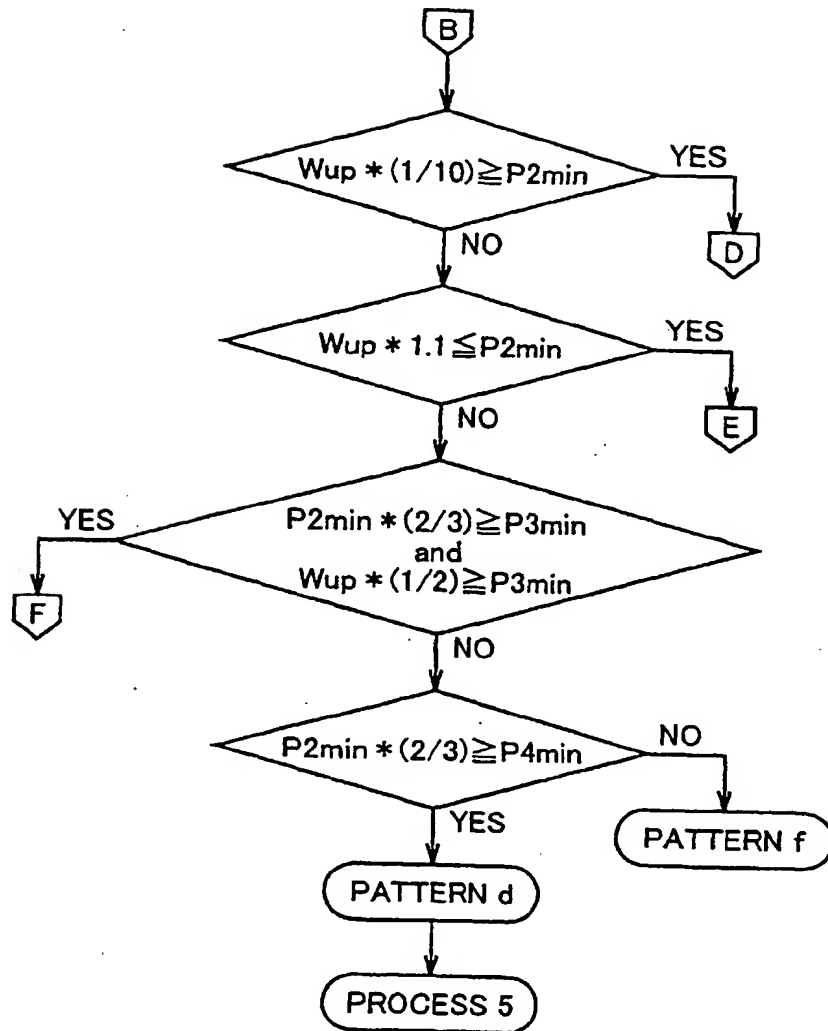 B
Wup * (1/10)≧P2min
YES
D
NO
Wup * 1.1≦P2min
YES
E
NO
YES
P2min * (2/3)≧P3min
and
Wup * (1/2)≧P3min
F
NO
P2min * (2/3)≧P4min
NO
YES
PATTERN f
PATTERN d
PROCESS 5